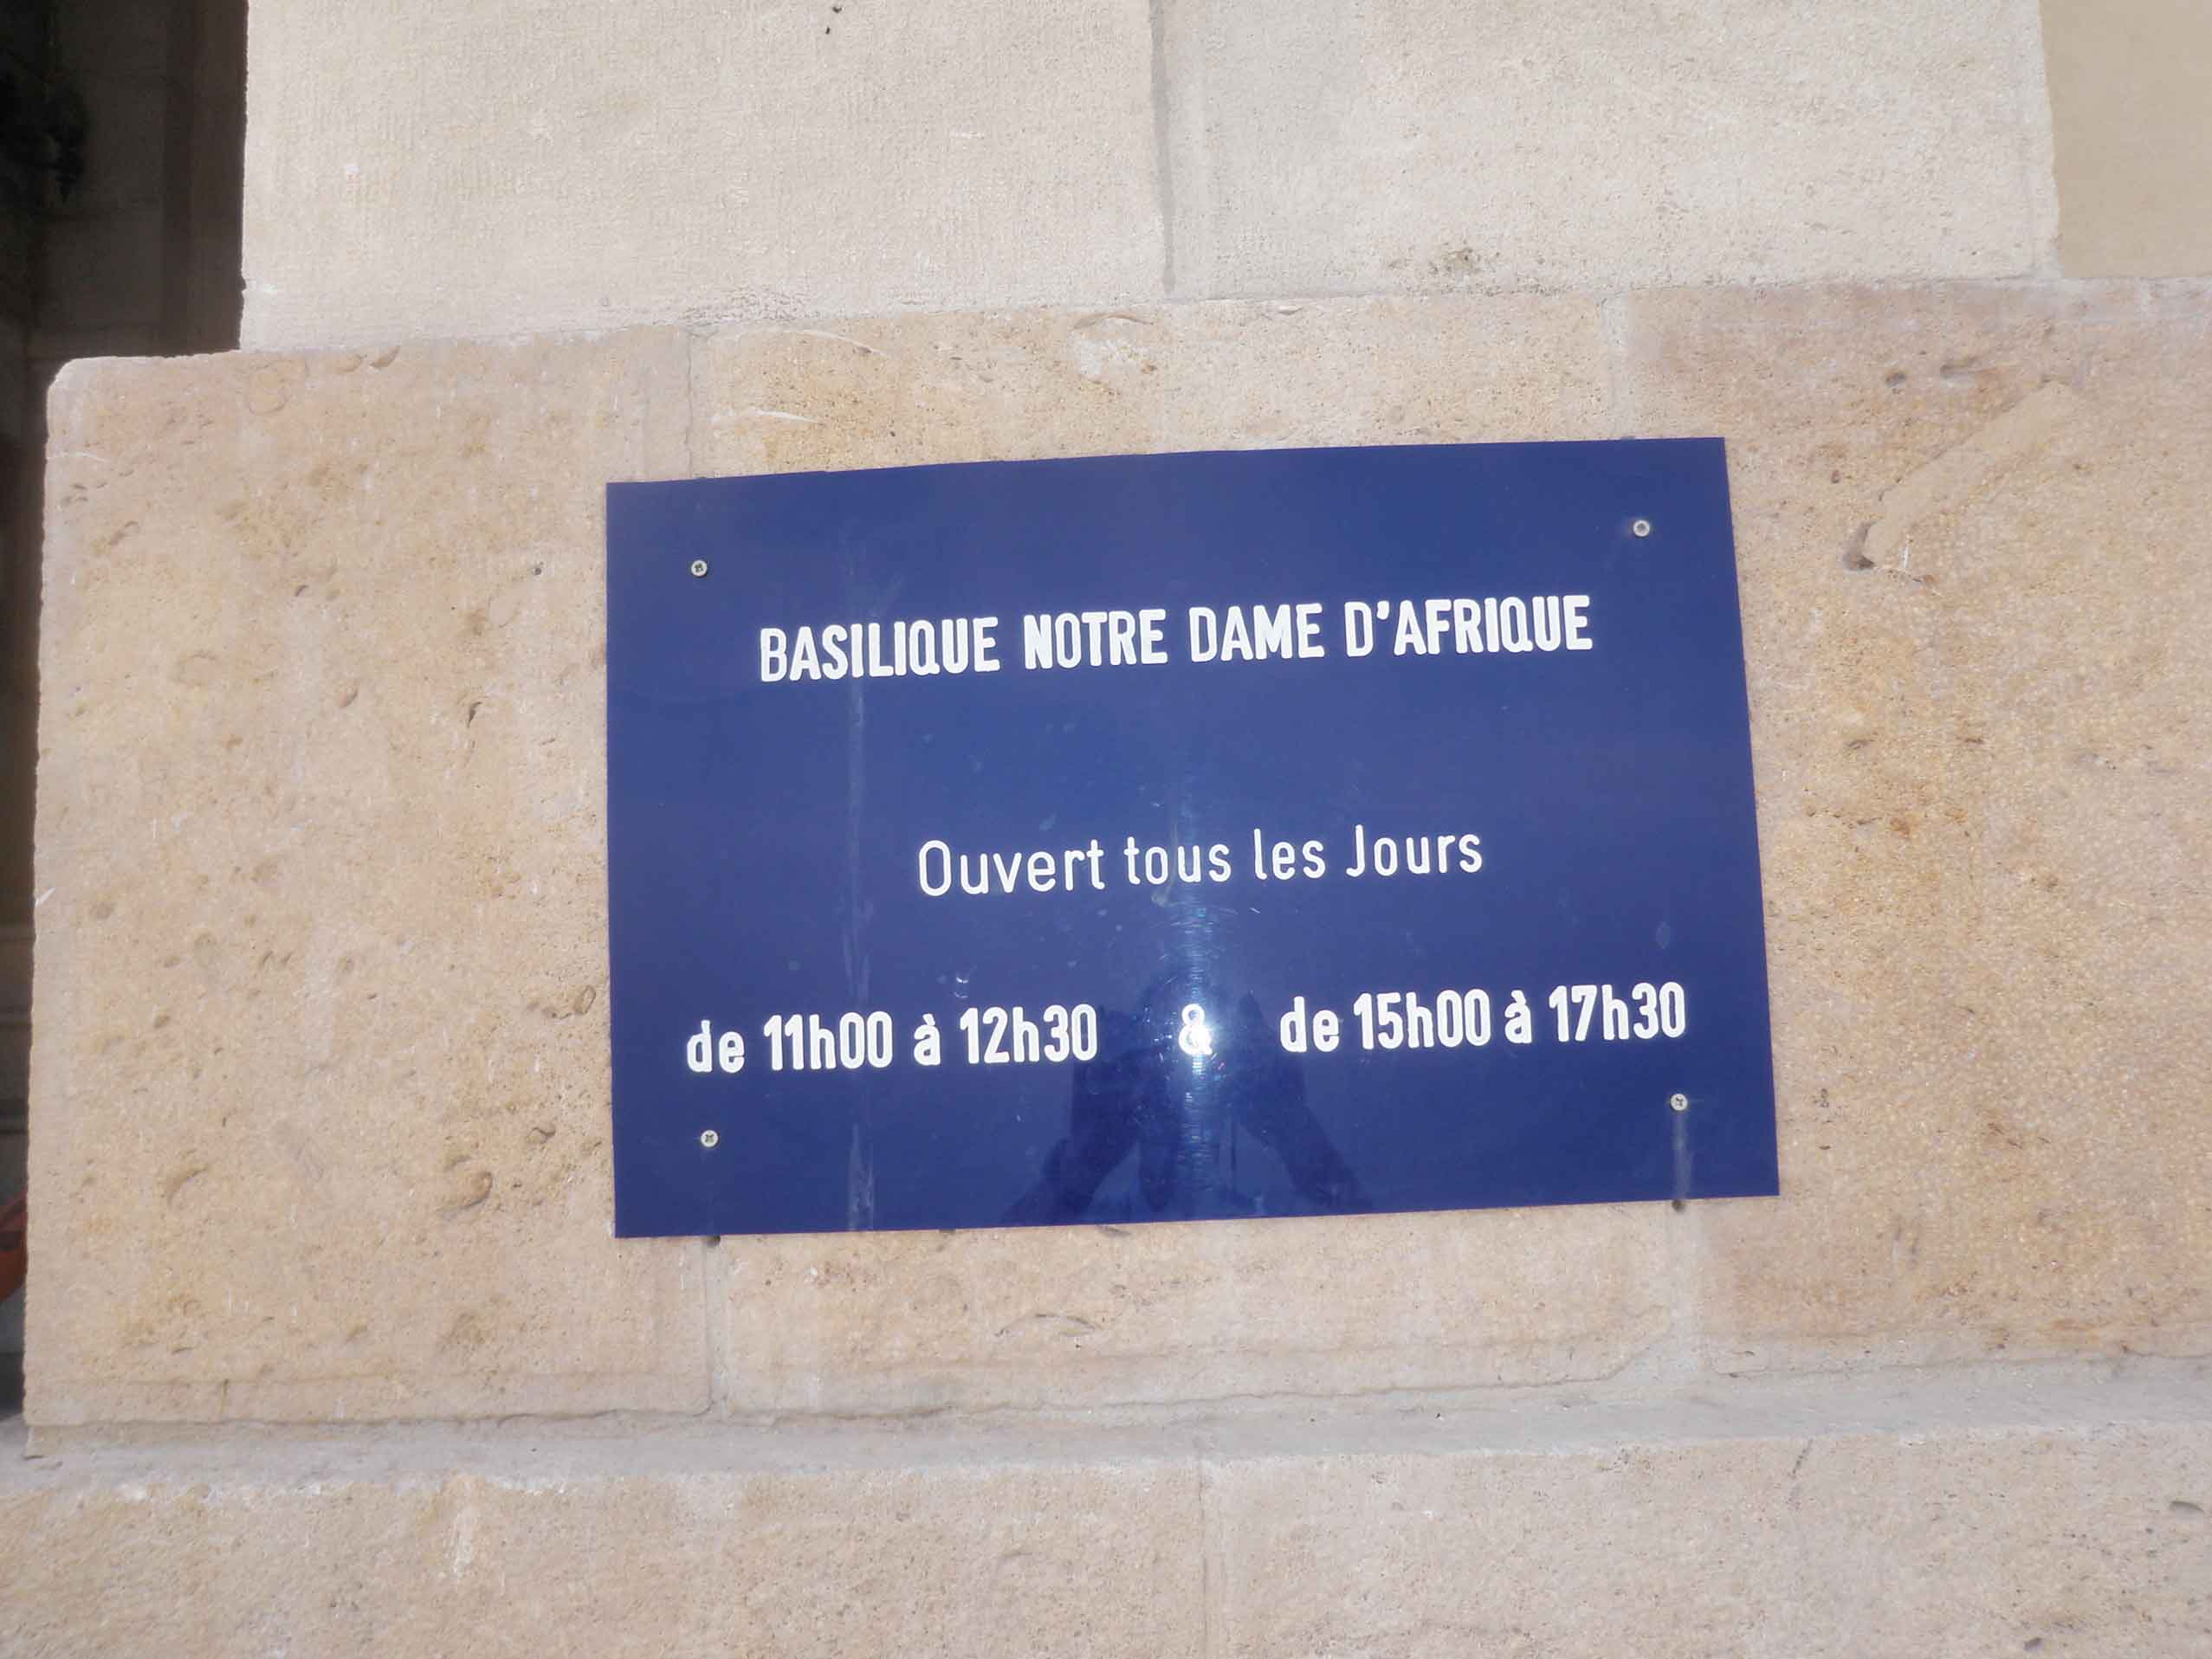 BASILIQUE NOTRE DAME D'AFRIQUE
Ouvert tous les Jours
de 11h00 à 12h30 & de 15h00 à 17h30